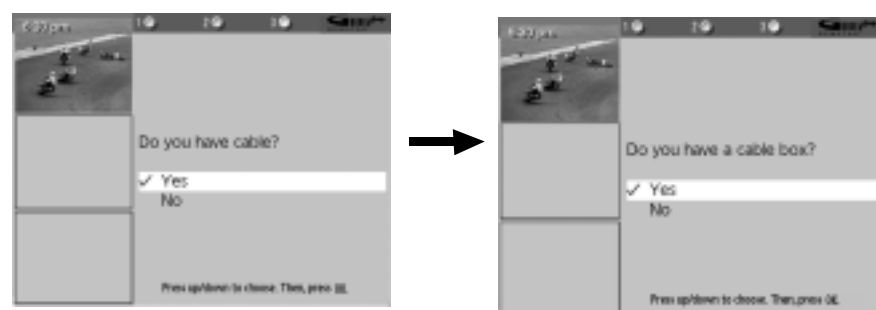 Do you have cable?
✓ Yes
No
Press up/down to choose. Then, press OK.
Do you have a cable box?
✓ Yes
No
Press up/down to choose. Then, press OK.